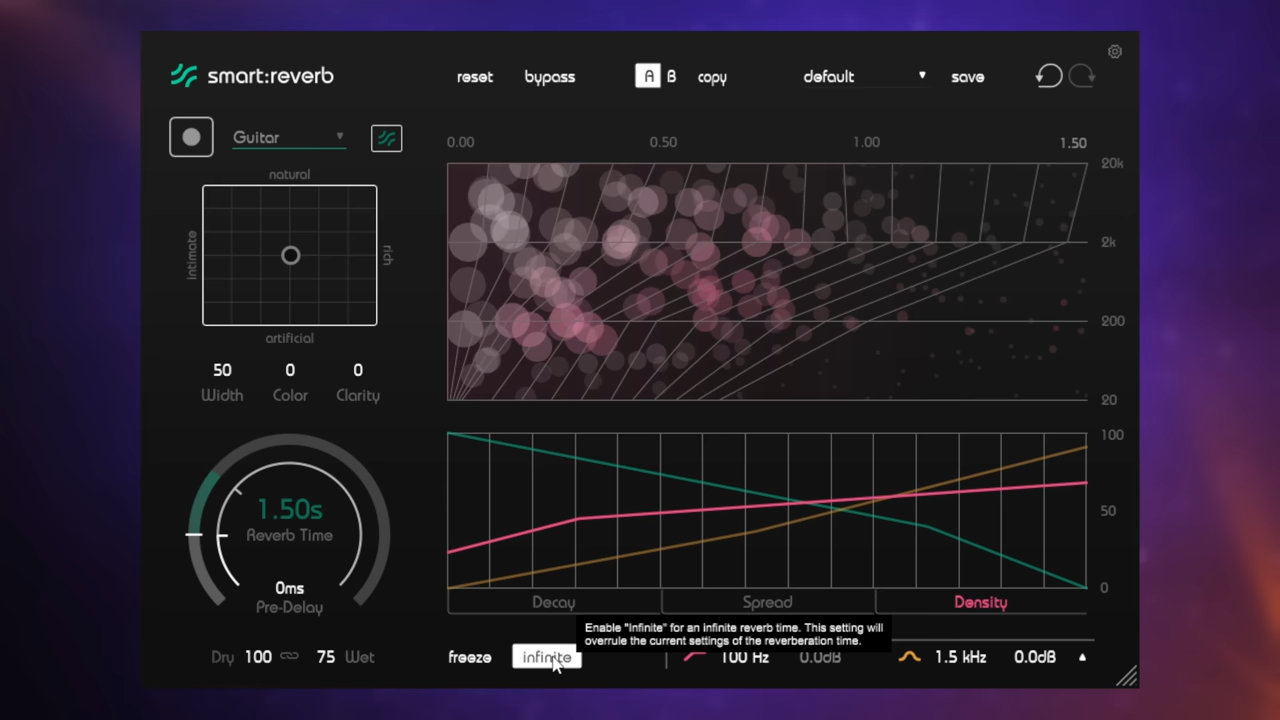 smart:reverb
reset
bypass
A B
copy
default
save
Guitar
natural
intimate
rich
artificial
50 0 0
Width Color Clarity
0.00 0.50 1.00 1.50
20k
2k
200
20
100
50
0
1.50s
Reverb Time
0ms
Pre-Delay
Decay Spread Density
Enable "Infinite" for an infinite reverb time. This setting will
overrule the current settings of the reverberation time.
Dry 100 75 Wet
freeze infinite
100 Hz 0.0dB 1.5 kHz 0.0dB